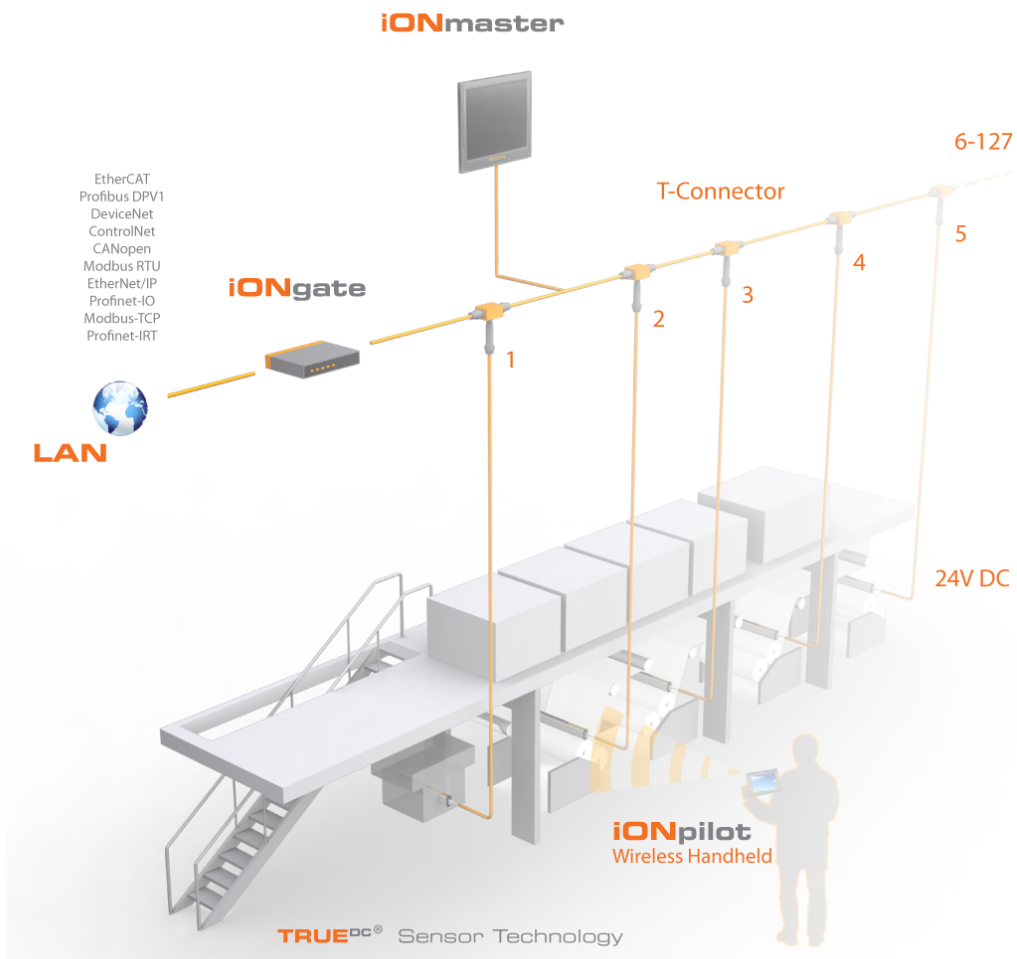 iONmaster
6-127
T-Connector
EtherCAT
Profibus DPV1
DeviceNet
ControlNet
CANopen
Modbus RTU
EtherNet/IP
Profinet-IO
Modbus-TCP
Profinet-IRT
iONgate
5
4
3
2
1
LAN
24V DC
iONpilot
Wireless Handheld
TRUEDC® Sensor Technology